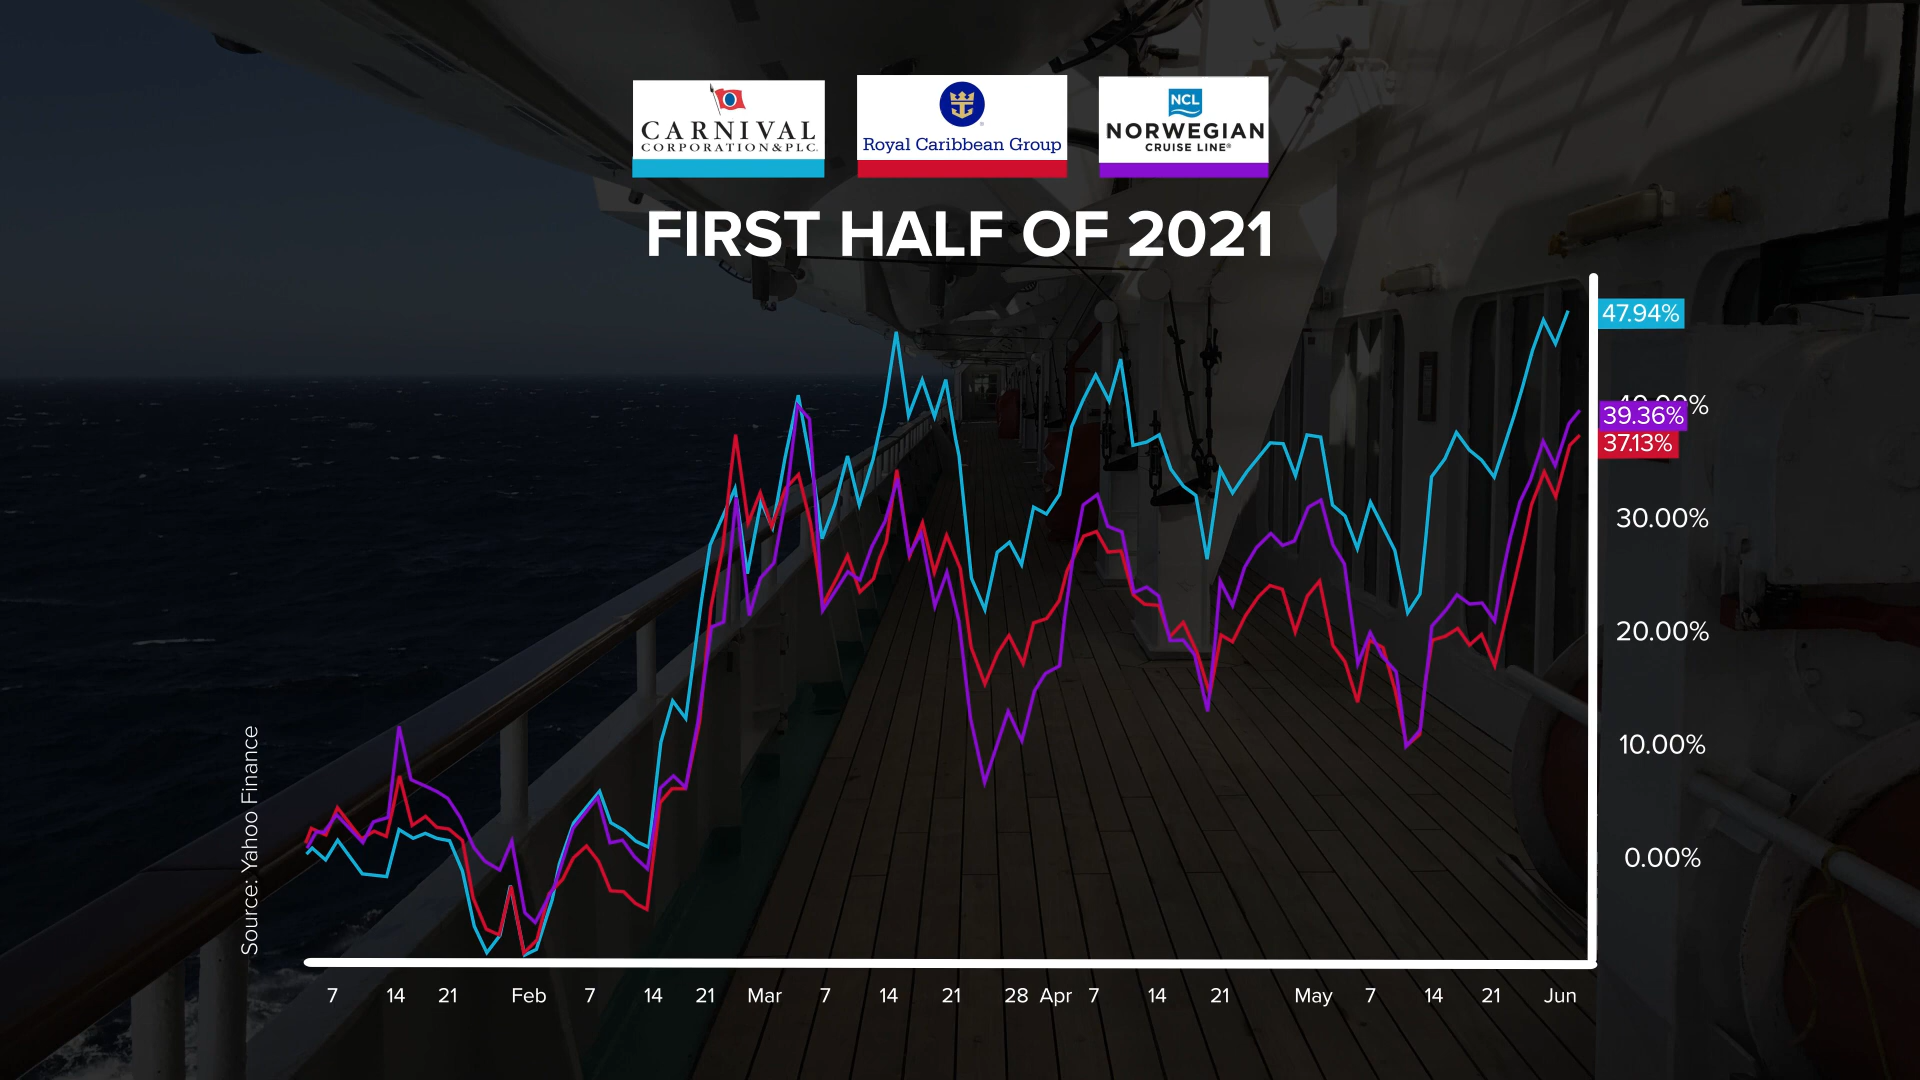 CARNIVAL
CORPORATION&PLC.
Royal Caribbean Group
NCL
NORWEGIAN
CRUISE LINE®
FIRST HALF OF 2021
47.94%
40.00%
39.36%
37.13%
30.00%
20.00%
10.00%
0.00%
Source: Yahoo Finance
7 14 21 Feb 7 14 21 Mar 7 14 21 28 Apr 7 14 21 May 7 14 21 Jun